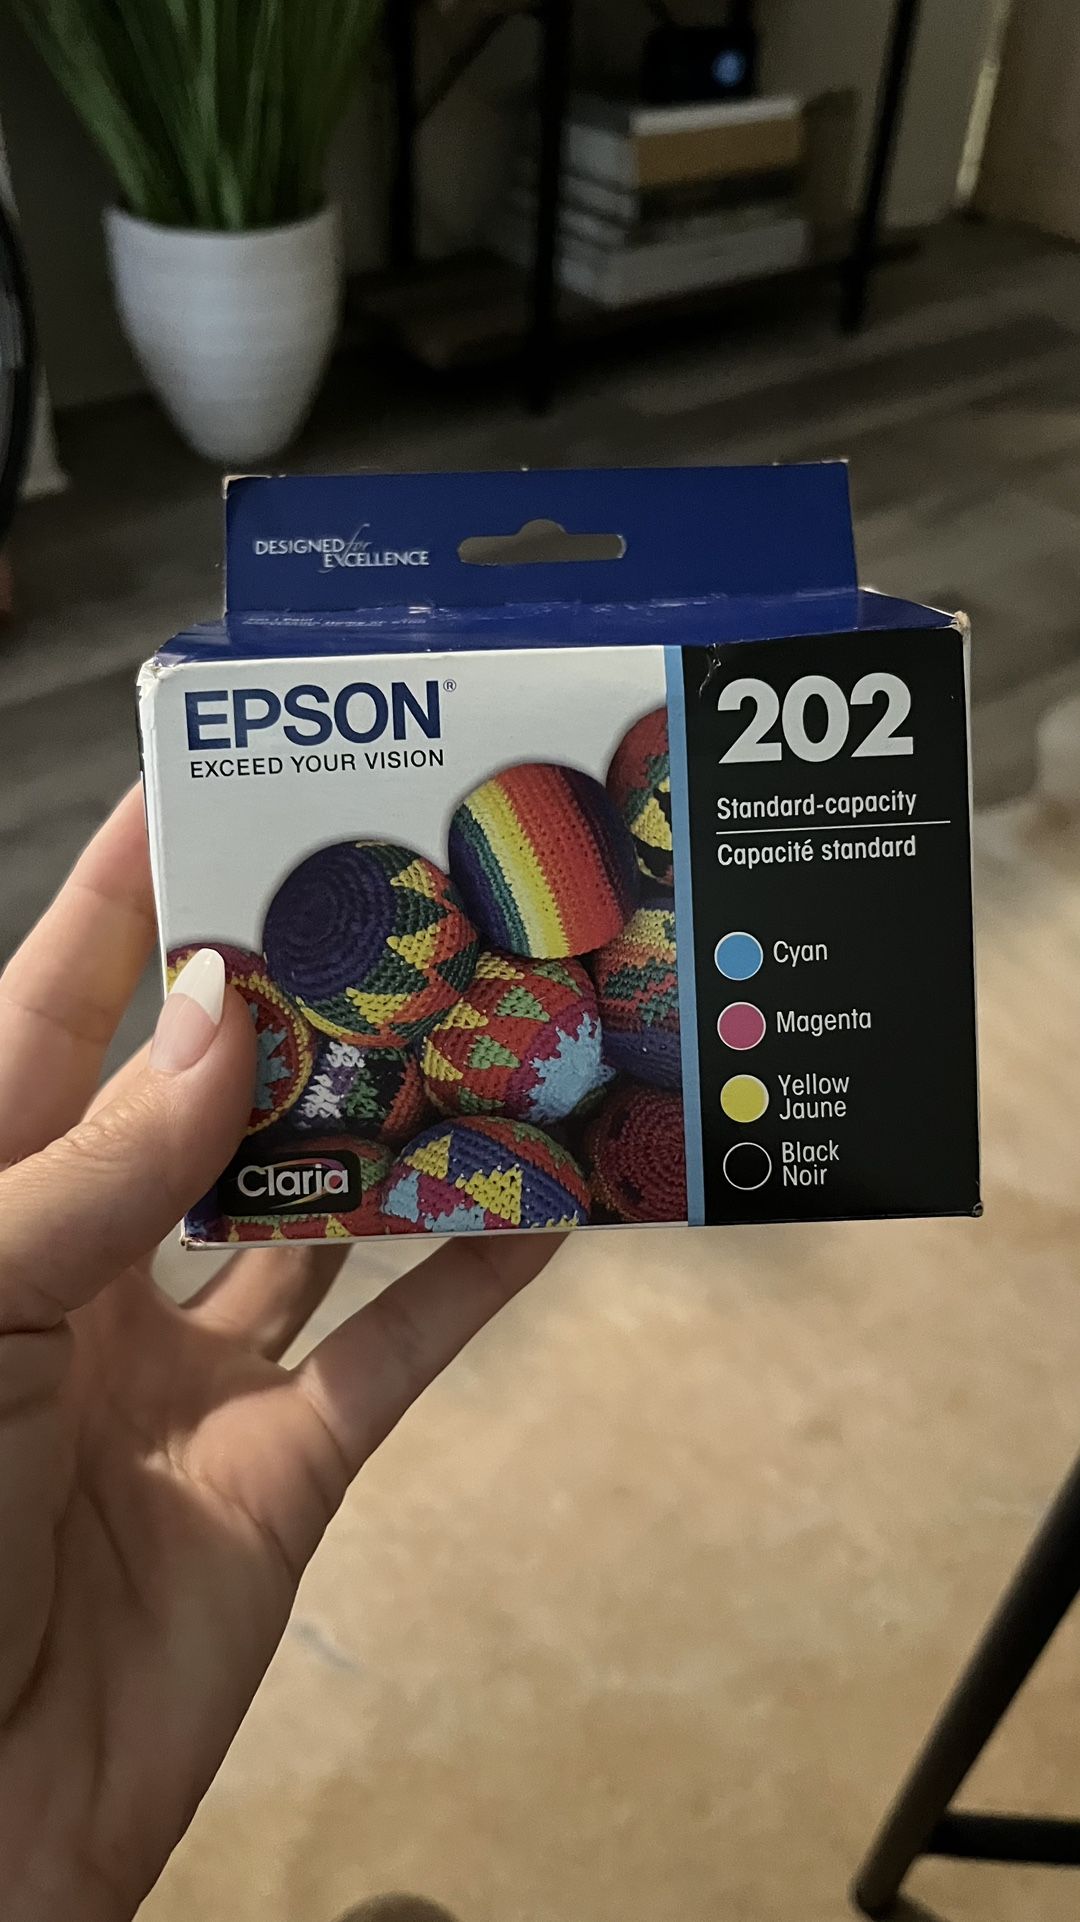 DESIGNED for
EXCELLENCE
EPSON®
EXCEED YOUR VISION
202
Standard-capacity
Capacité standard
Cyan
Magenta
Yellow
Jaune
Black
Noir
Claria